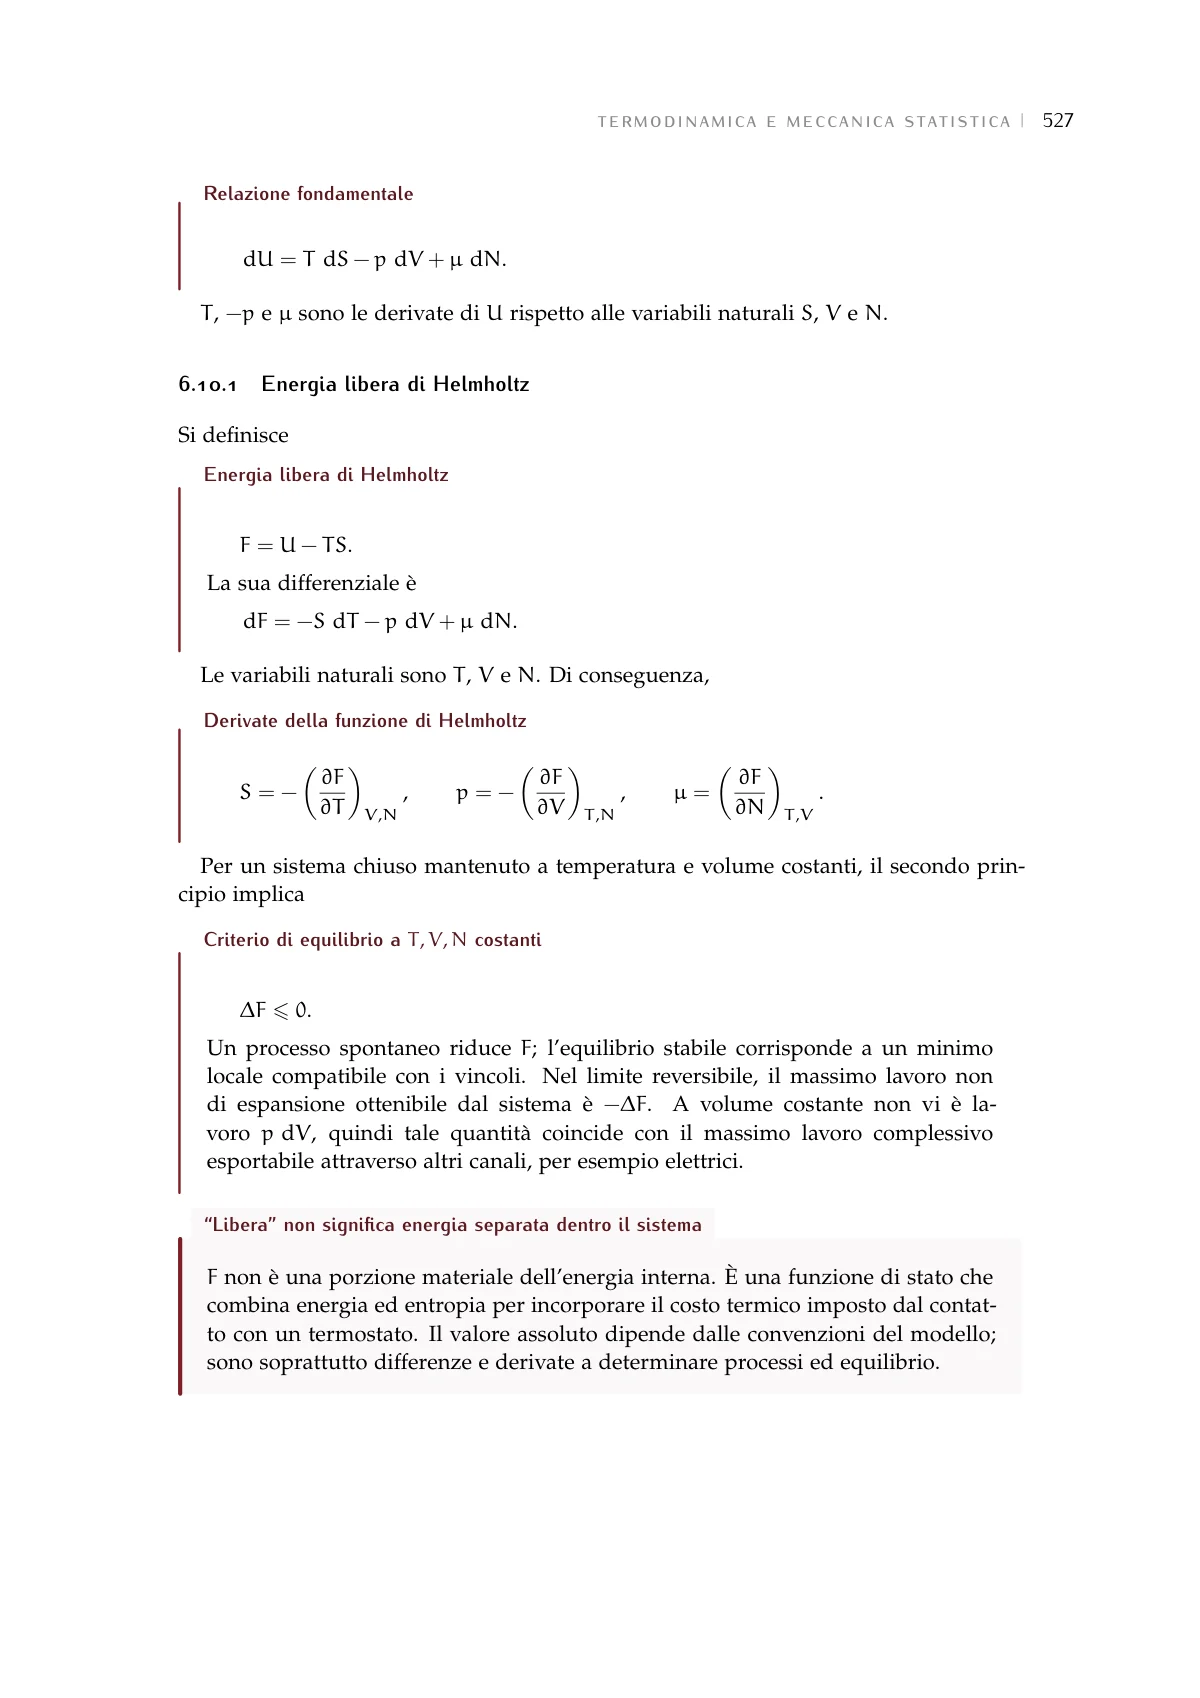 TERMODINAMICA E MECCANICA STATISTICA | 527
Relazione fondamentale
dU = T dS − p dV + μ dN.
T, −p e μ sono le derivate di U rispetto alle variabili naturali S, V e N.
6.10.1 Energia libera di Helmholtz
Si definisce
Energia libera di Helmholtz
F = U − TS.
La sua differenziale è
dF = −S dT − p dV + μ dN.
Le variabili naturali sono T, V e N. Di conseguenza,
Derivate della funzione di Helmholtz
S = −(∂F/∂T)_{V,N}, p = −(∂F/∂V)_{T,N}, μ = (∂F/∂N)_{T,V}.
Per un sistema chiuso mantenuto a temperatura e volume costanti, il secondo prin-
cipio implica
Criterio di equilibrio a T, V, N costanti
ΔF ⩽ 0.
Un processo spontaneo riduce F; l'equilibrio stabile corrisponde a un minimo
locale compatibile con i vincoli. Nel limite reversibile, il massimo lavoro non
di espansione ottenibile dal sistema è −ΔF. A volume costante non vi è la-
voro p dV, quindi tale quantità coincide con il massimo lavoro complessivo
esportabile attraverso altri canali, per esempio elettrici.
“Libera” non significa energia separata dentro il sistema
F non è una porzione materiale dell'energia interna. È una funzione di stato che
combina energia ed entropia per incorporare il costo termico imposto dal contat-
to con un termostato. Il valore assoluto dipende dalle convenzioni del modello;
sono soprattutto differenze e derivate a determinare processi ed equilibrio.